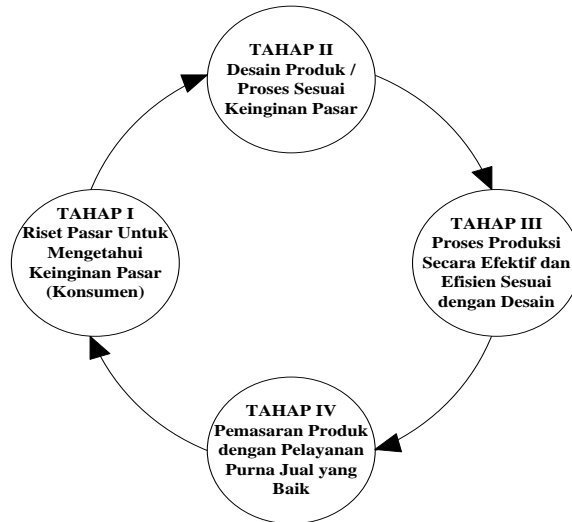 TAHAP II
Desain Produk /
Proses Sesuai
Keinginan Pasar
TAHAP I
Riset Pasar Untuk
Mengetahui
Keinginan Pasar
(Konsumen)
TAHAP III
Proses Produksi
Secara Efektif dan
Efisien Sesuai
dengan Desain
TAHAP IV
Pemasaran Produk
dengan Pelayanan
Purna Jual yang
Baik